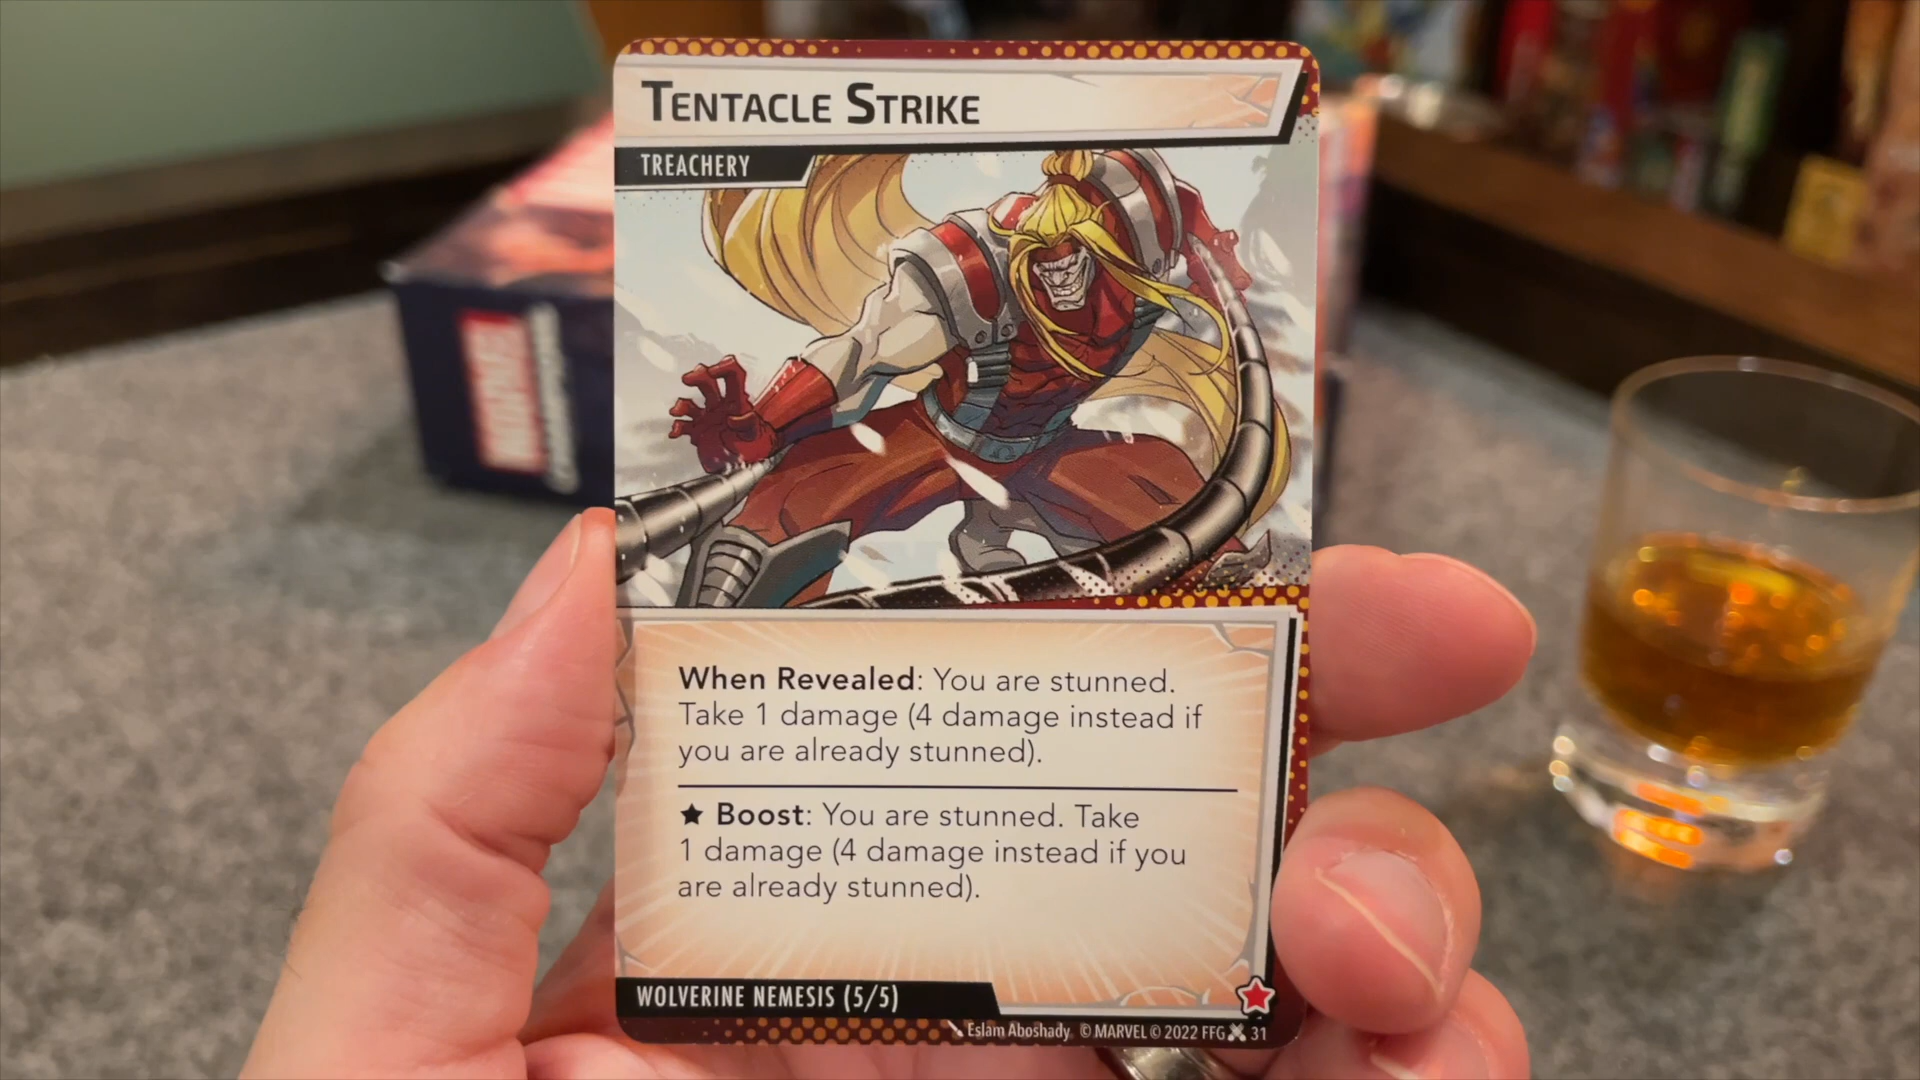 TENTACLE STRIKE
TREACHERY
When Revealed: You are stunned.
Take 1 damage (4 damage instead if
you are already stunned).
★ Boost: You are stunned. Take
1 damage (4 damage instead if you
are already stunned).
WOLVERINE NEMESIS (5/5)
Eslam Aboshady. © MARVEL © 2022 FFG 31
MARVEL
CHAMPIONS